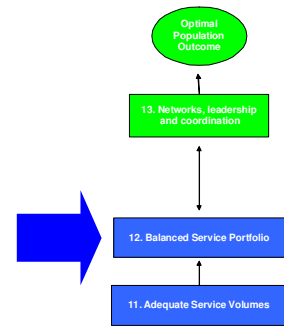 Optimal
Population
Outcome
13. Networks, leadership
and coordination
12. Balanced Service Portfolio
11. Adequate Service Volumes